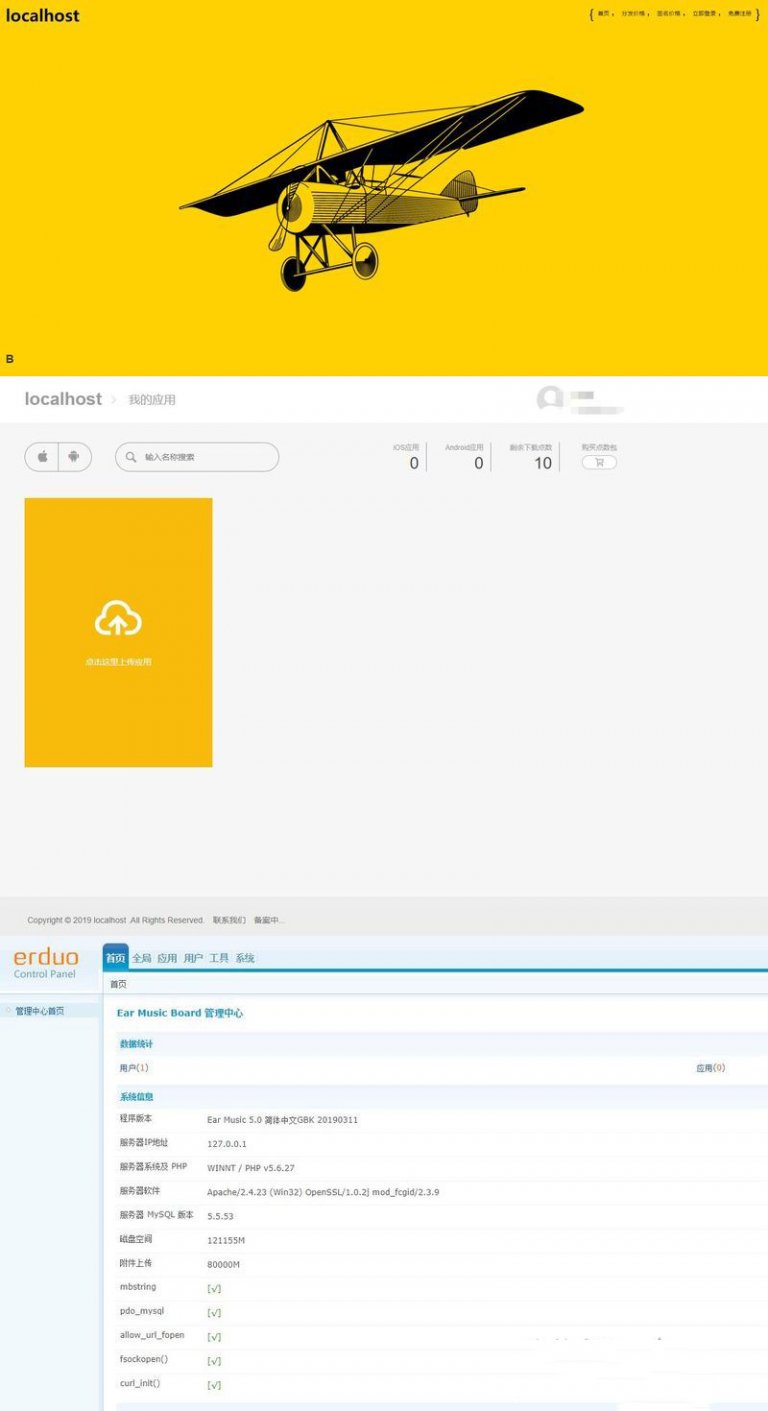 localhost
{ 首页 , 分发价格 , 签名价格 , 立即登录 , 免费注册 }
B
localhost > 我的应用
输入名称搜索
iOS应用 Android应用 剩余下载点数 购买点数包
0 0 10
点击这里上传应用
Copyright © 2019 localhost .All Rights Reserved. 联系我们 备案中...
erduo
Control Panel
首页 全局 应用 用户 工具 系统
首页
管理中心首页
Ear Music Board 管理中心
数据统计
用户(1) 应用(0)
系统信息
程序版本 Ear Music 5.0 简体中文GBK 20190311
服务器IP地址 127.0.0.1
服务器系统及 PHP WINNT / PHP v5.6.27
服务器软件 Apache/2.4.23 (Win32) OpenSSL/1.0.2j mod_fcgid/2.3.9
服务器 MySQL 版本 5.5.53
磁盘空间 121155M
附件上传 80000M
mbstring [√]
pdo_mysql [√]
allow_url_fopen [√]
fsockopen() [√]
curl_init() [√]